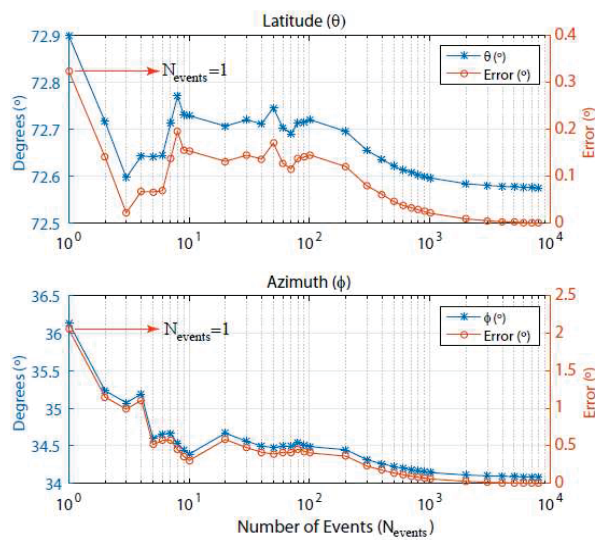 Latitude (θ)
72.9
72.8
72.7
72.6
72.5
Degrees (º)
N_events=1
θ (º)
Error (º)
0.4
0.3
0.2
0.1
0
Error (º)
10^0
10^1
10^2
10^3
10^4
Azimuth (ϕ)
36.5
36
35.5
35
34.5
34
Degrees (º)
N_events=1
ϕ (º)
Error (º)
2.5
2
1.5
1
0.5
0
Error (º)
10^0
10^1
10^2
10^3
10^4
Number of Events (N_events)